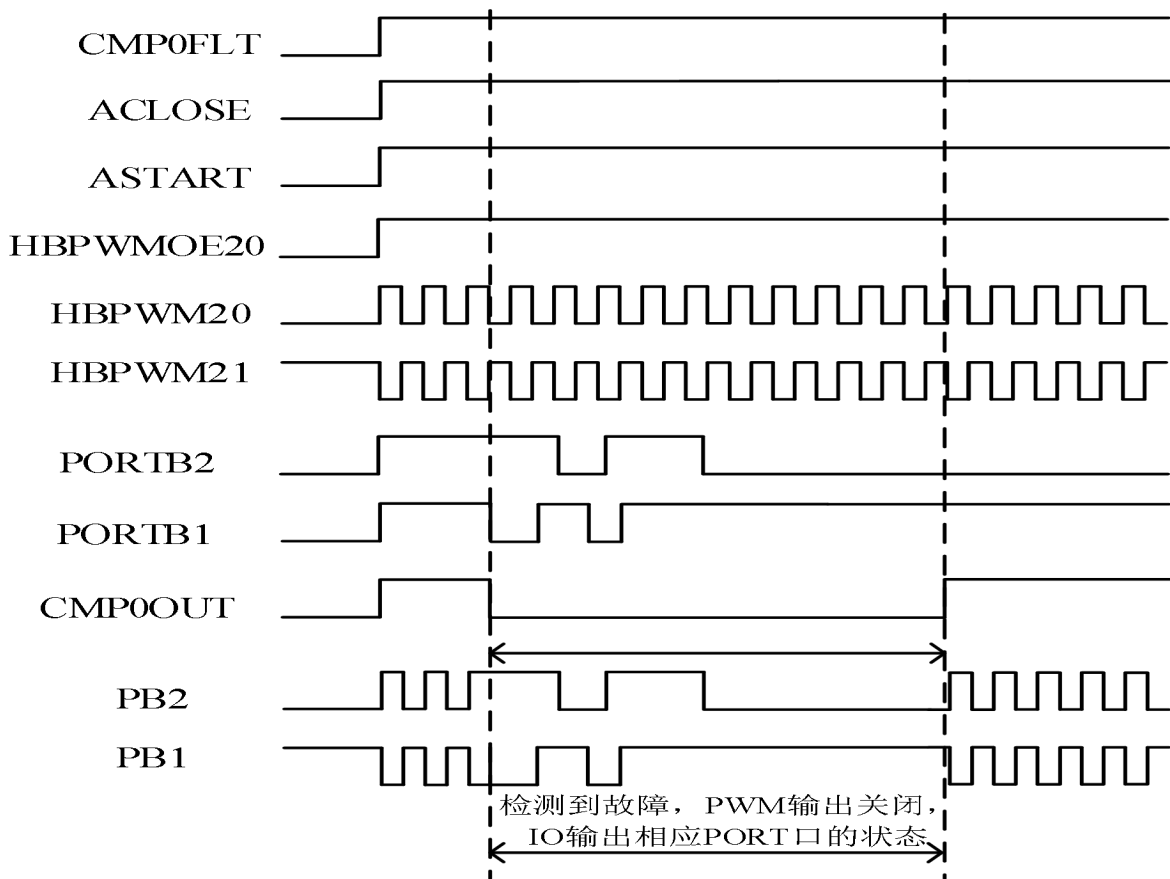 CMP0FLT
ACLOSE
ASTART
HBPWMOE20
HBPWM20
HBPWM21
PORTB2
PORTB1
CMP0OUT
PB2
PB1
检测到故障，PWM输出关闭，
IO输出相应PORT口的状态